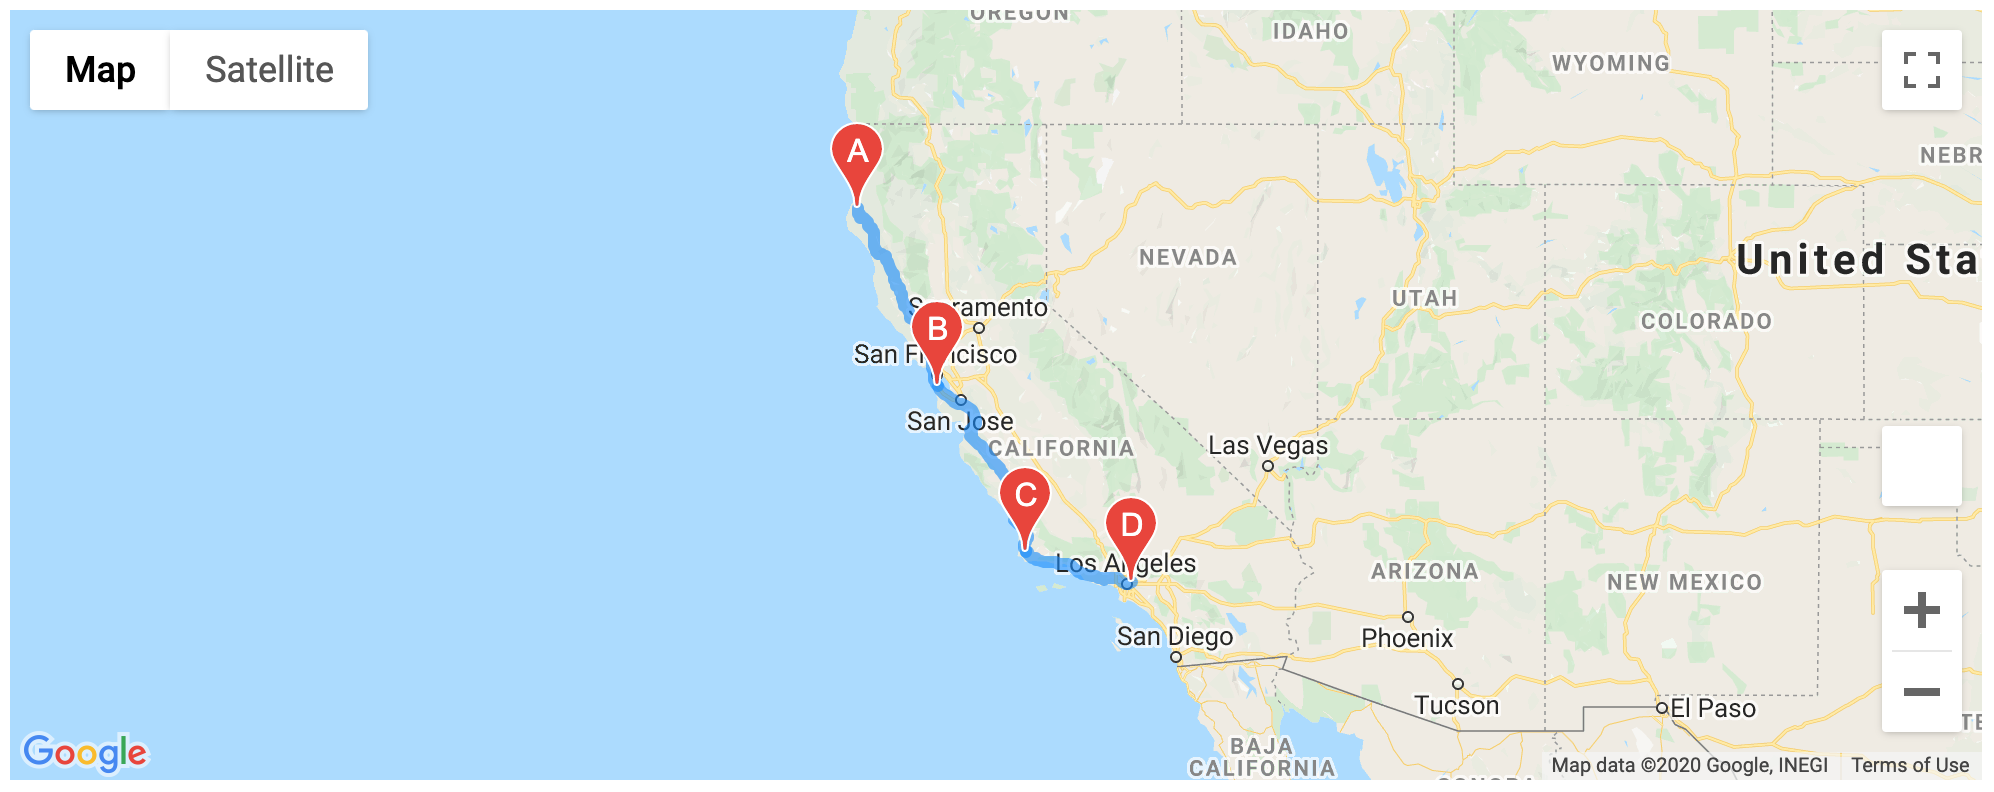 OREGON
IDAHO
WYOMING
Map
Satellite
A
NEBR
NEVADA
United Sta
UTAH
Sacramento
COLORADO
B
San Francisco
San Jose
CALIFORNIA
Las Vegas
C
D
Los Angeles
ARIZONA
NEW MEXICO
San Diego
Phoenix
Tucson
El Paso
TE
BAJA
CALIFORNIA
Google
Map data ©2020 Google, INEGI
Terms of Use